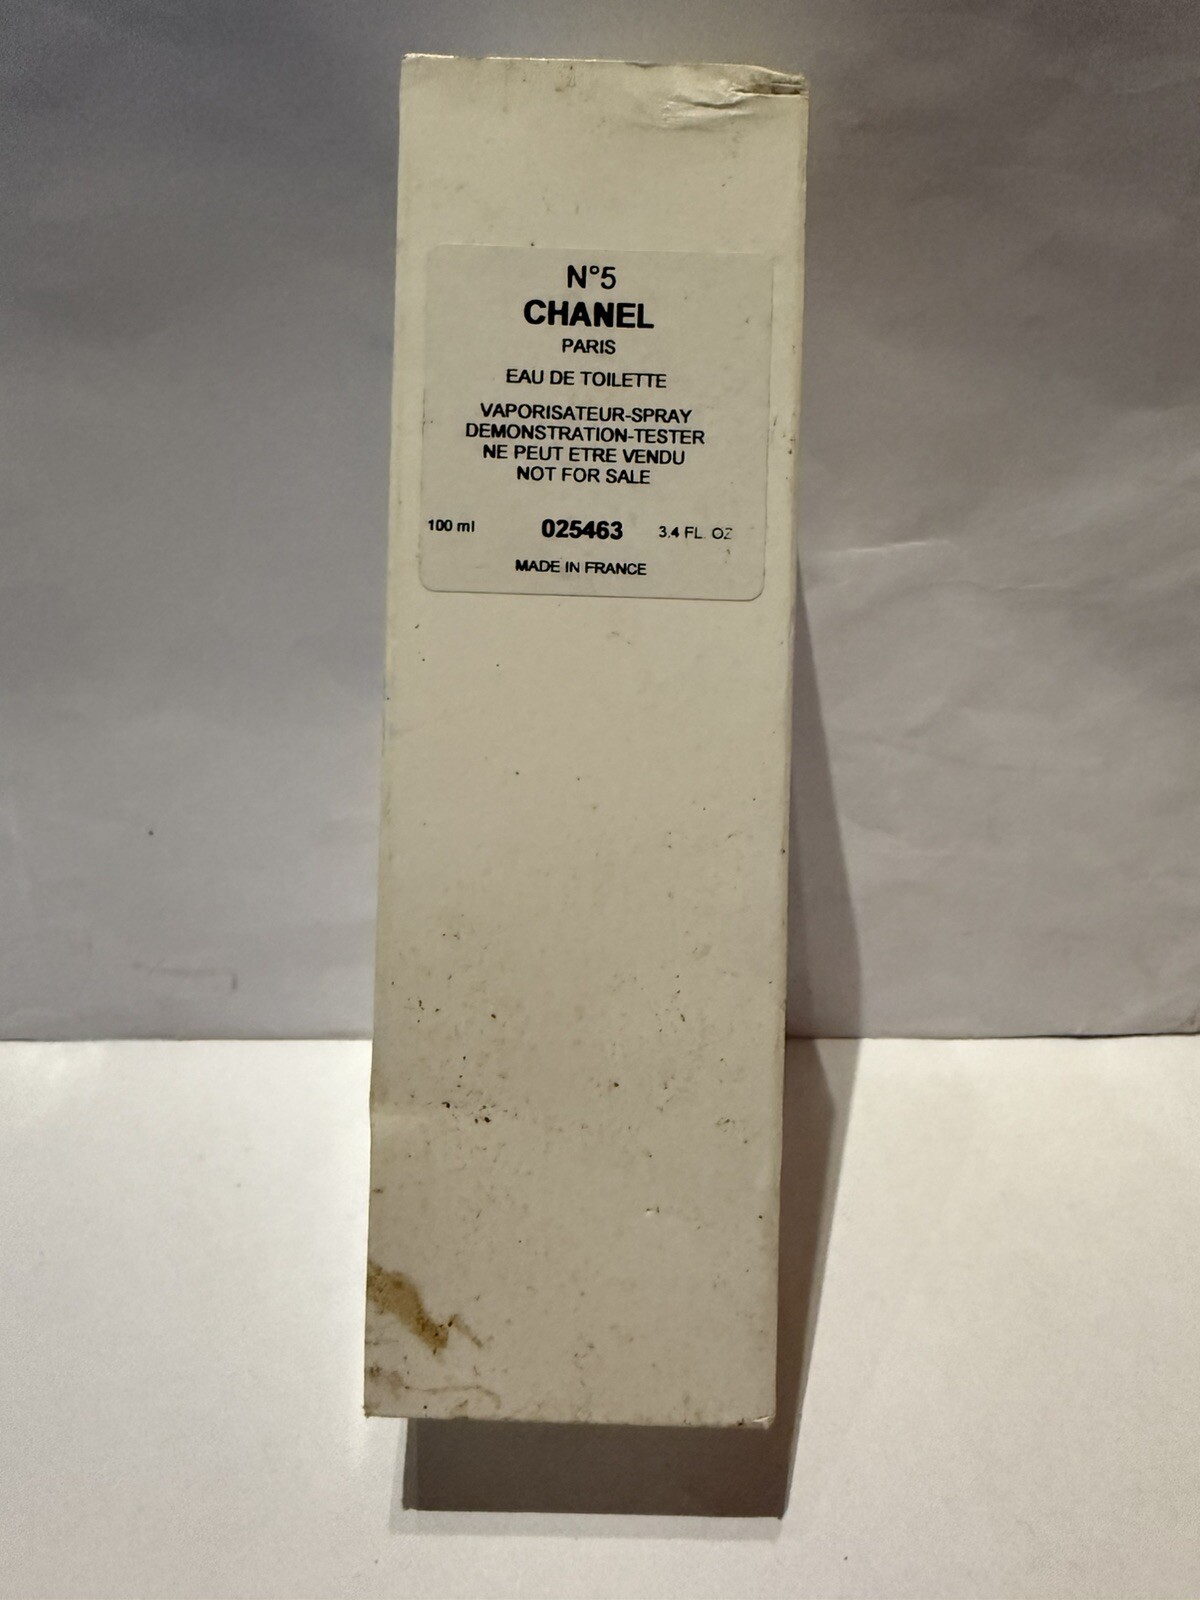 N°5
CHANEL
PARIS
EAU DE TOILETTE
VAPORISATEUR-SPRAY
DEMONSTRATION-TESTER
NE PEUT ETRE VENDU
NOT FOR SALE
100 ml 025463 3.4 FL. OZ
MADE IN FRANCE